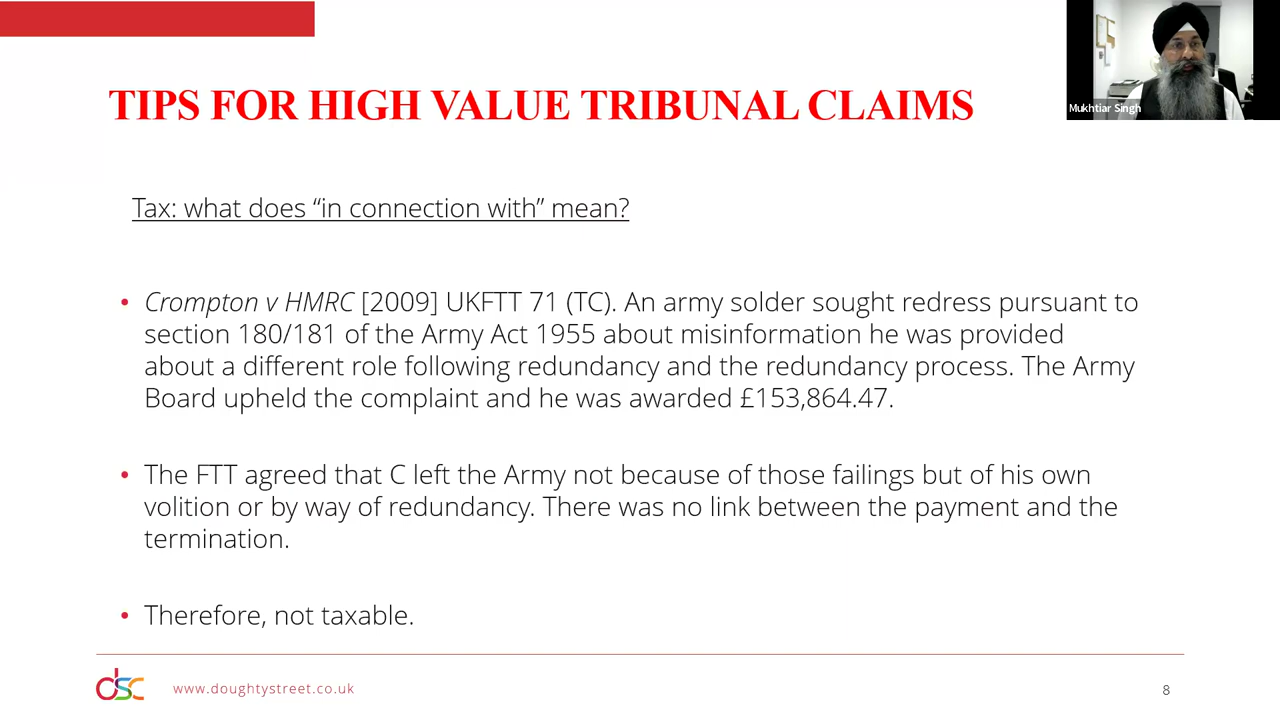 Mukhtiar Singh
TIPS FOR HIGH VALUE TRIBUNAL CLAIMS
Tax: what does “in connection with” mean?
• Crompton v HMRC [2009] UKFTT 71 (TC). An army solder sought redress pursuant to
section 180/181 of the Army Act 1955 about misinformation he was provided
about a different role following redundancy and the redundancy process. The Army
Board upheld the complaint and he was awarded £153,864.47.
• The FTT agreed that C left the Army not because of those failings but of his own
volition or by way of redundancy. There was no link between the payment and the
termination.
• Therefore, not taxable.
dsc
www.doughtystreet.co.uk
8